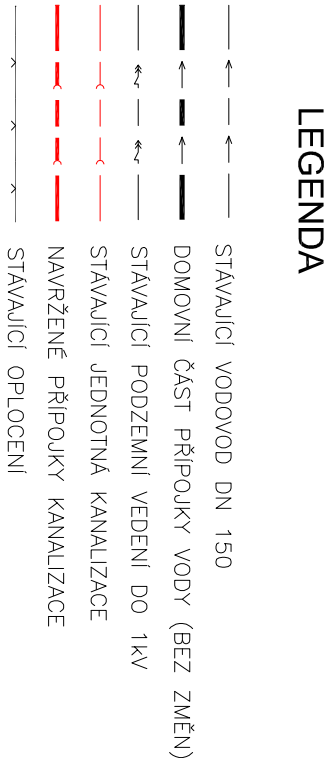 LEGENDA
STÁVAJÍCÍ VODOVOD DN 150
DOMOVNÍ ČÁST PŘÍPOJKY VODY (BEZ ZMĚN)
STÁVAJÍCÍ PODZEMNÍ VEDENÍ DO 1kV
STÁVAJÍCÍ JEDNOTNÁ KANALIZACE
NAVRŽENÉ PŘÍPOJKY KANALIZACE
STÁVAJÍCÍ OPLOCENÍ